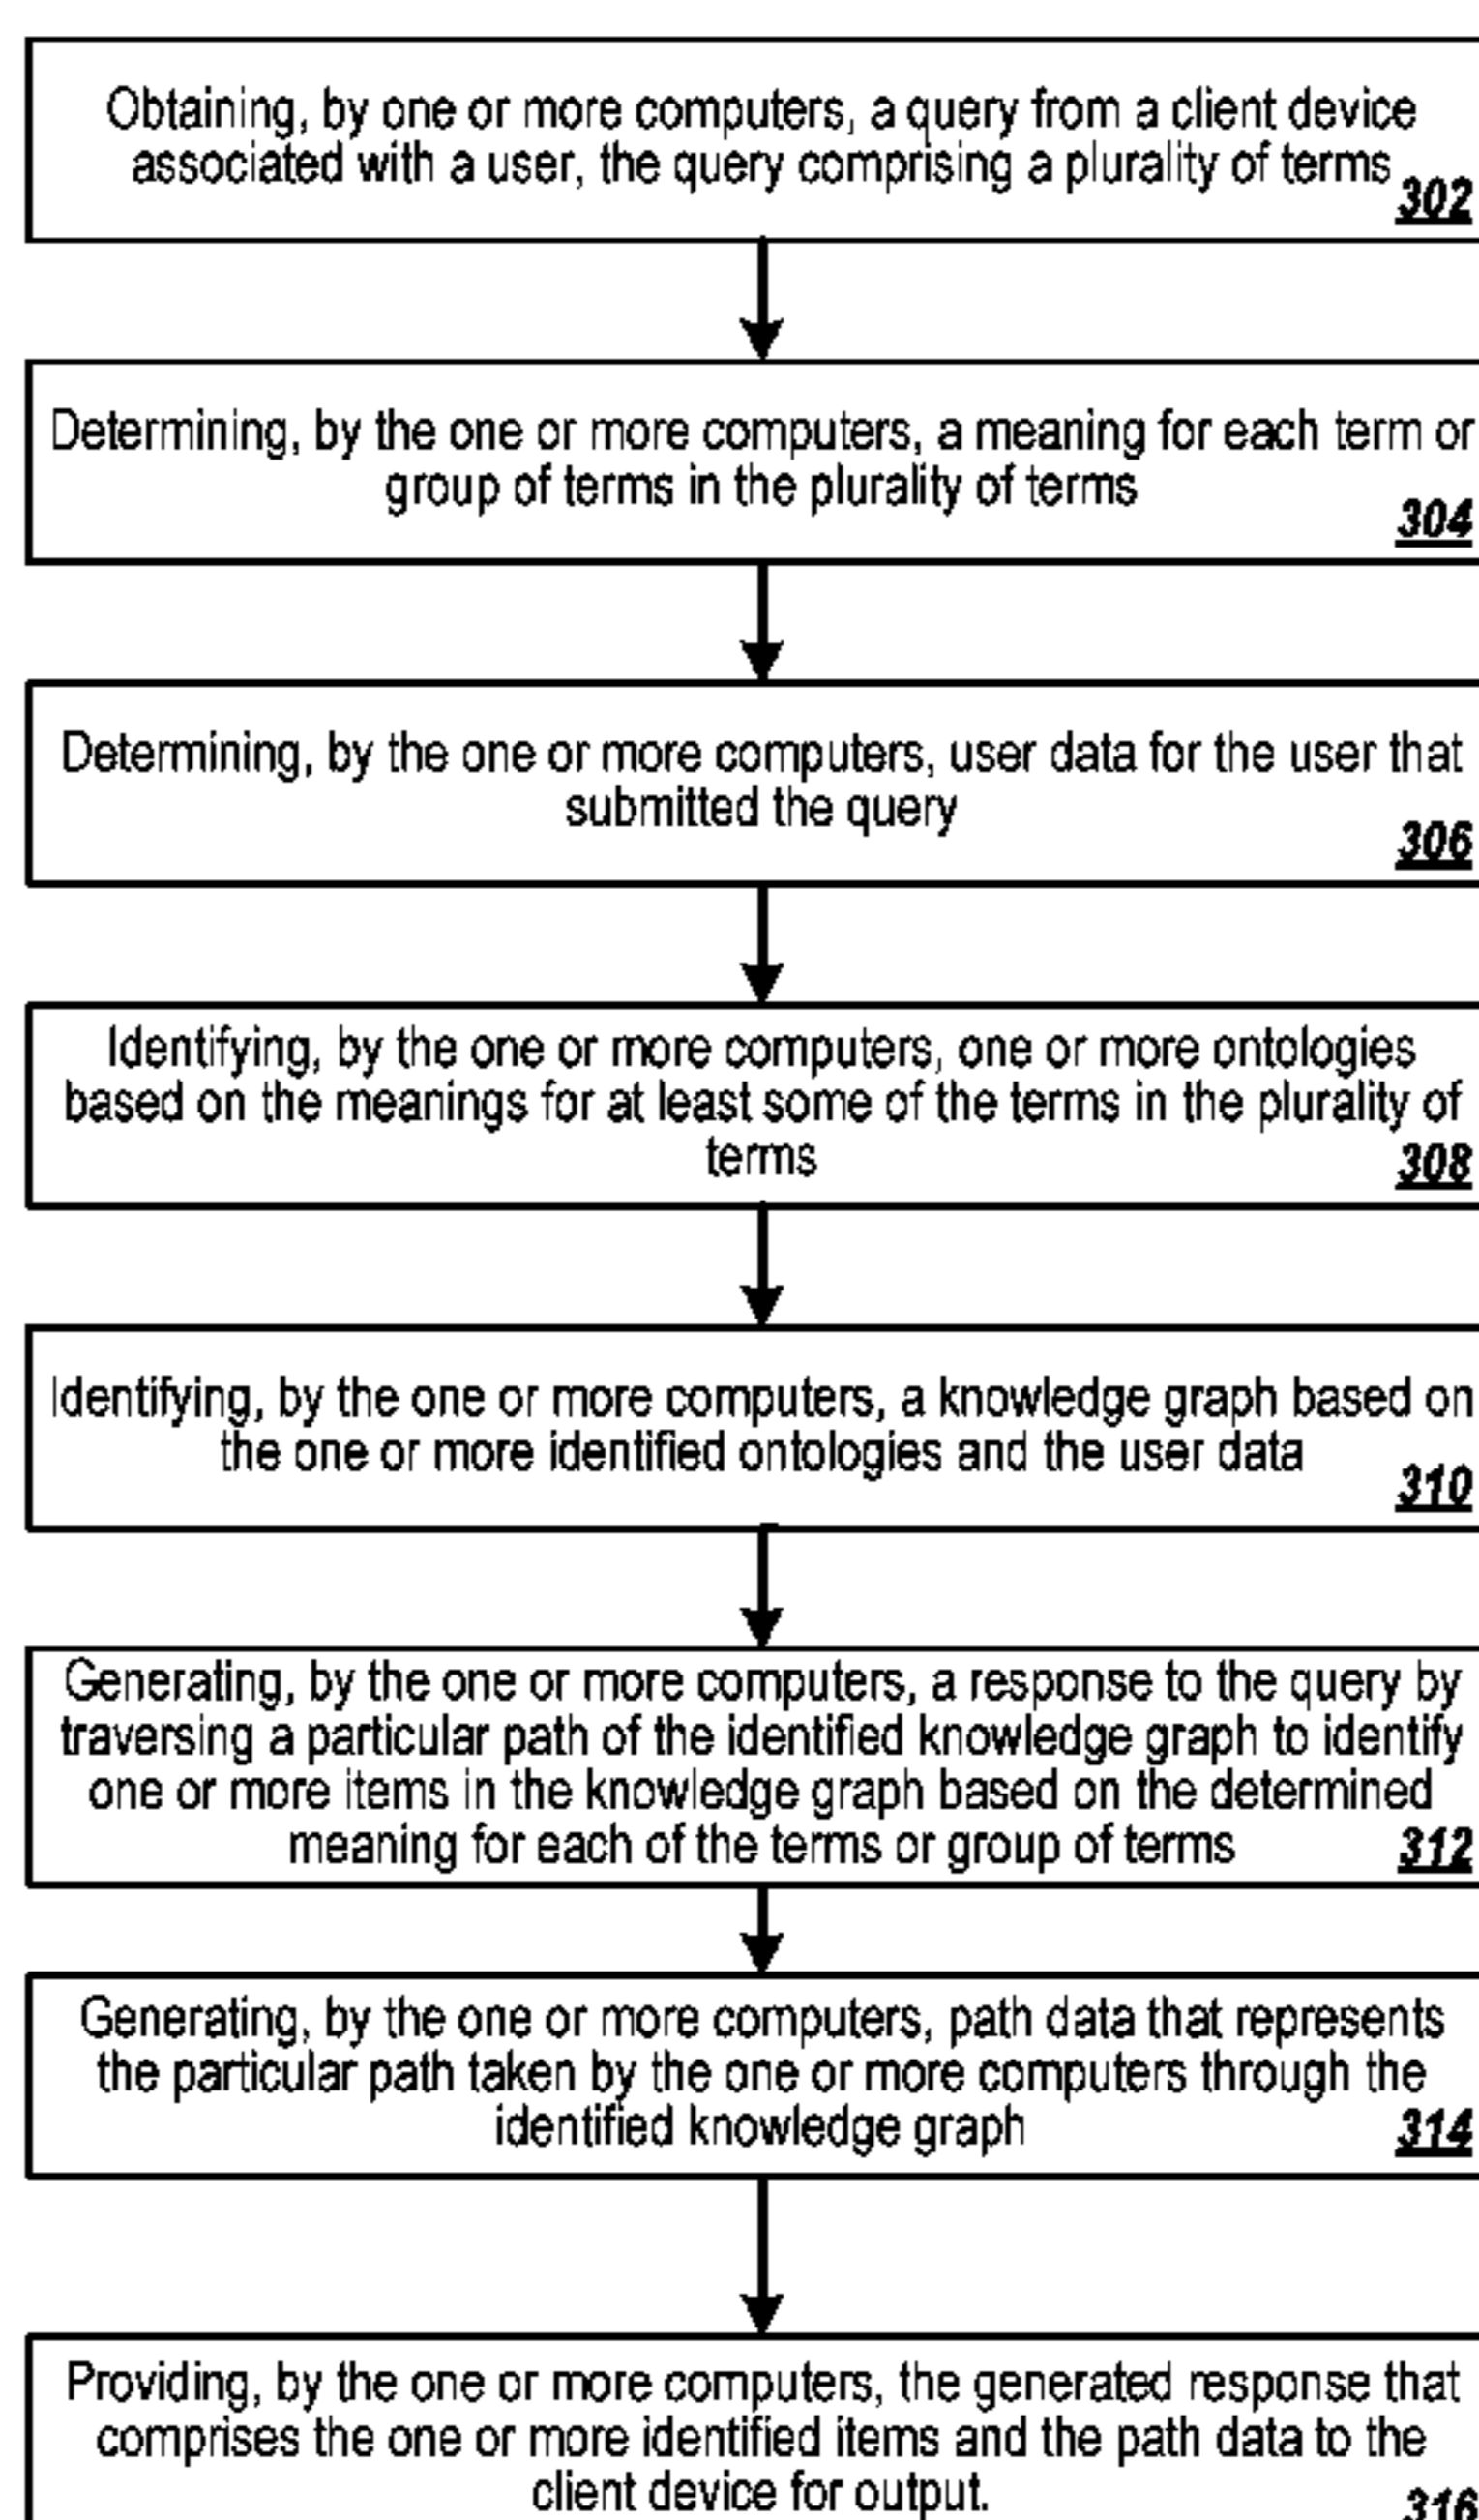 Obtaining, by one or more computers, a query from a client device
associated with a user, the query comprising a plurality of terms
302
Determining, by the one or more computers, a meaning for each term or
group of terms in the plurality of terms
304
Determining, by the one or more computers, user data for the user that
submitted the query
306
Identifying, by the one or more computers, one or more ontologies
based on the meanings for at least some of the terms in the plurality of
terms
308
Identifying, by the one or more computers, a knowledge graph based on
the one or more identified ontologies and the user data
310
Generating, by the one or more computers, a response to the query by
traversing a particular path of the identified knowledge graph to identify
one or more items in the knowledge graph based on the determined
meaning for each of the terms or group of terms
312
Generating, by the one or more computers, path data that represents
the particular path taken by the one or more computers through the
identified knowledge graph
314
Providing, by the one or more computers, the generated response that
comprises the one or more identified items and the path data to the
client device for output.
316